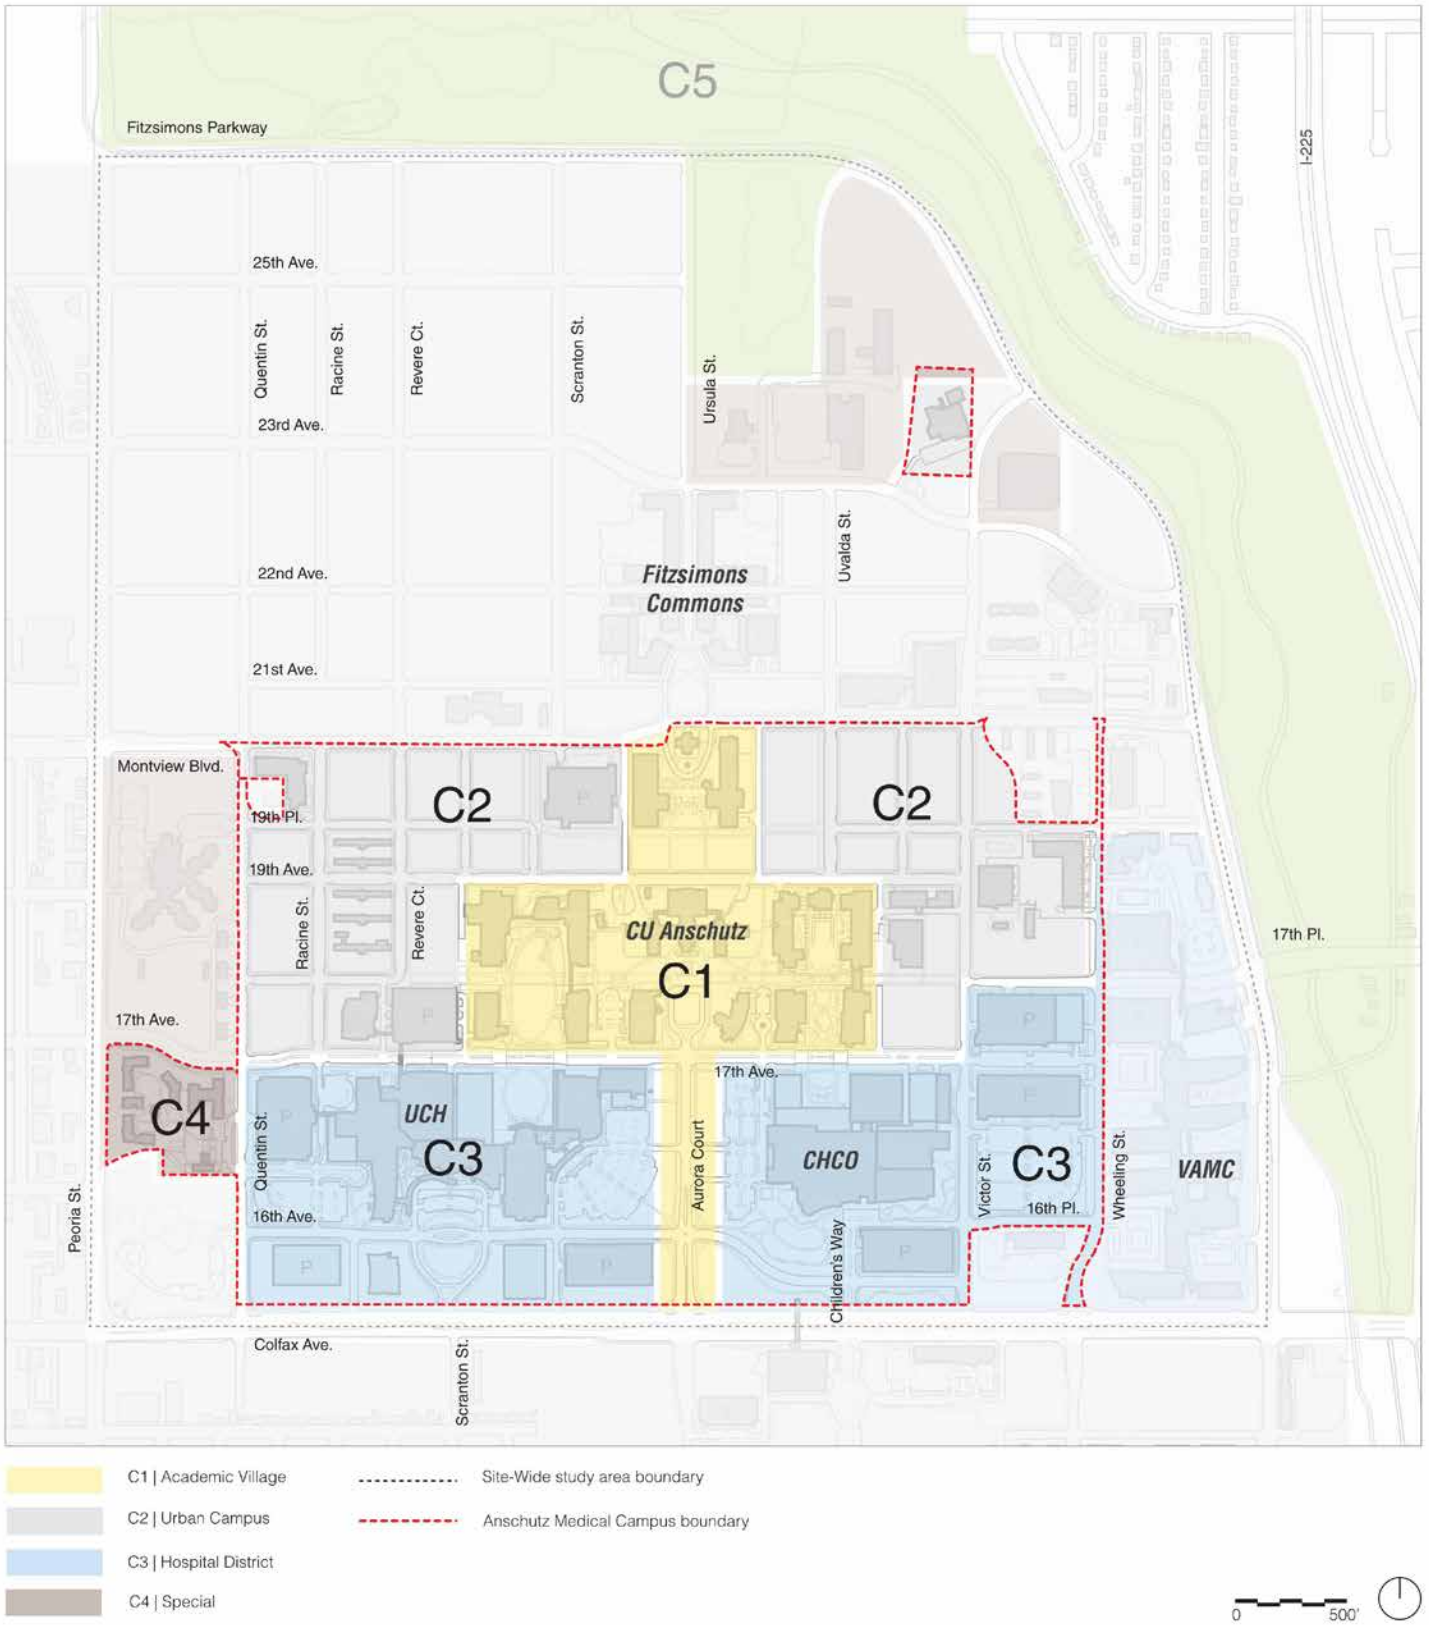 C5
Fitzsimons Parkway
I-225
25th Ave.
Quentin St.
Racine St.
Revere Ct.
Scranton St.
Ursula St.
23rd Ave.
Uvalda St.
22nd Ave.
Fitzsimons
Commons
21st Ave.
Montview Blvd.
C2
P
C2
19th Pl.
19th Ave.
Racine St.
Revere Ct.
CU Anschutz
C1
17th Pl.
17th Ave.
P
P
17th Ave.
C4
P
UCH
C3
Quentin St.
Aurora Court
CHCO
P
Victor St.
C3
Wheeling St.
VAMC
Peoria St.
16th Ave.
16th Pl.
Children's Way
P
P
P
Colfax Ave.
Scranton St.
C1 | Academic Village
Site-Wide study area boundary
C2 | Urban Campus
Anschutz Medical Campus boundary
C3 | Hospital District
C4 | Special
0
500'